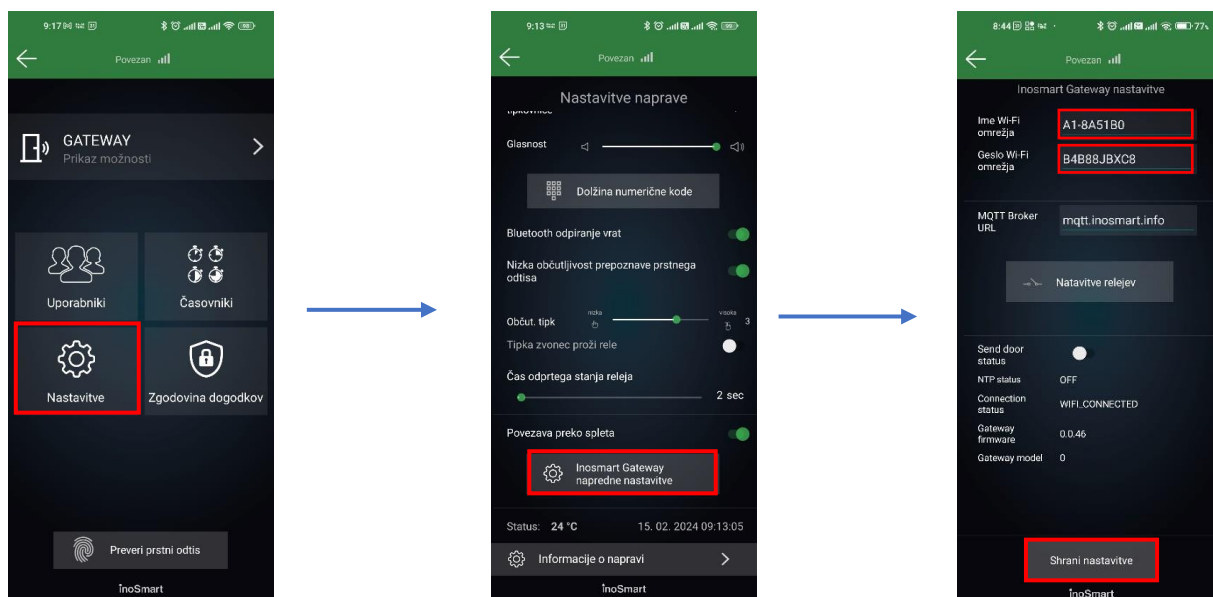 9:17
Povezan
GATEWAY
Prikaz možnosti
Uporabniki
Časovniki
Nastavitve
Zgodovina dogodkov
Preveri prstni odtis
inoSmart
9:13
Povezan
Nastavitve naprave
tipkovnice
Glasnost
Dolžina numerične kode
Bluetooth odpiranje vrat
Nizka občutljivost prepoznave prstnega
odtisa
Občut. tipk
nizka
visoka
3
Tipka zvonec proži rele
Čas odprtega stanja releja
2 sec
Povezava preko spleta
Inosmart Gateway
napredne nastavitve
Status: 24 °C 15. 02. 2024 09:13:05
Informacije o napravi
inoSmart
8:44
77%
Povezan
Inosmart Gateway nastavitve
Ime Wi-Fi
omrežja
A1-8A51B0
Geslo Wi-Fi
omrežja
B4B88JBXC8
MQTT Broker
URL
mqtt.inosmart.info
Natavitve relejev
Send door
status
NTP status OFF
Connection
status
WIFI_CONNECTED
Gateway
firmware
0.0.46
Gateway model 0
Shrani nastavitve
inoSmart